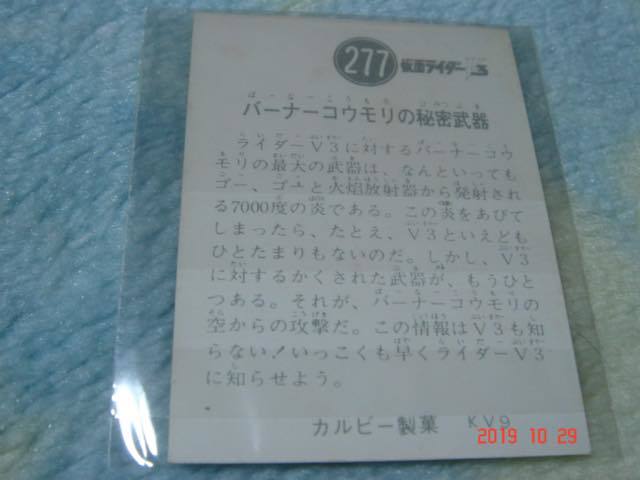 277 仮面ライダーV3
バーナーコウモリの秘密武器
ライダーV3に対するバーナーコウ
モリの最大の武器は、なんといっても
ゴー、ゴーと火焰放射器から発射され
る7000度の炎である。この炎をあびて
しまったら、たとえ、V3といえども
ひとたまりもないのだ。しかし、V3
に対するかくされた武器が、もうひと
つある。それが、バーナーコウモリの
空からの攻撃だ。この情報はV3も知
らない！いっこくも早くライダーV3
に知らせよう。
カルビー製菓 KV9
2019 10 29